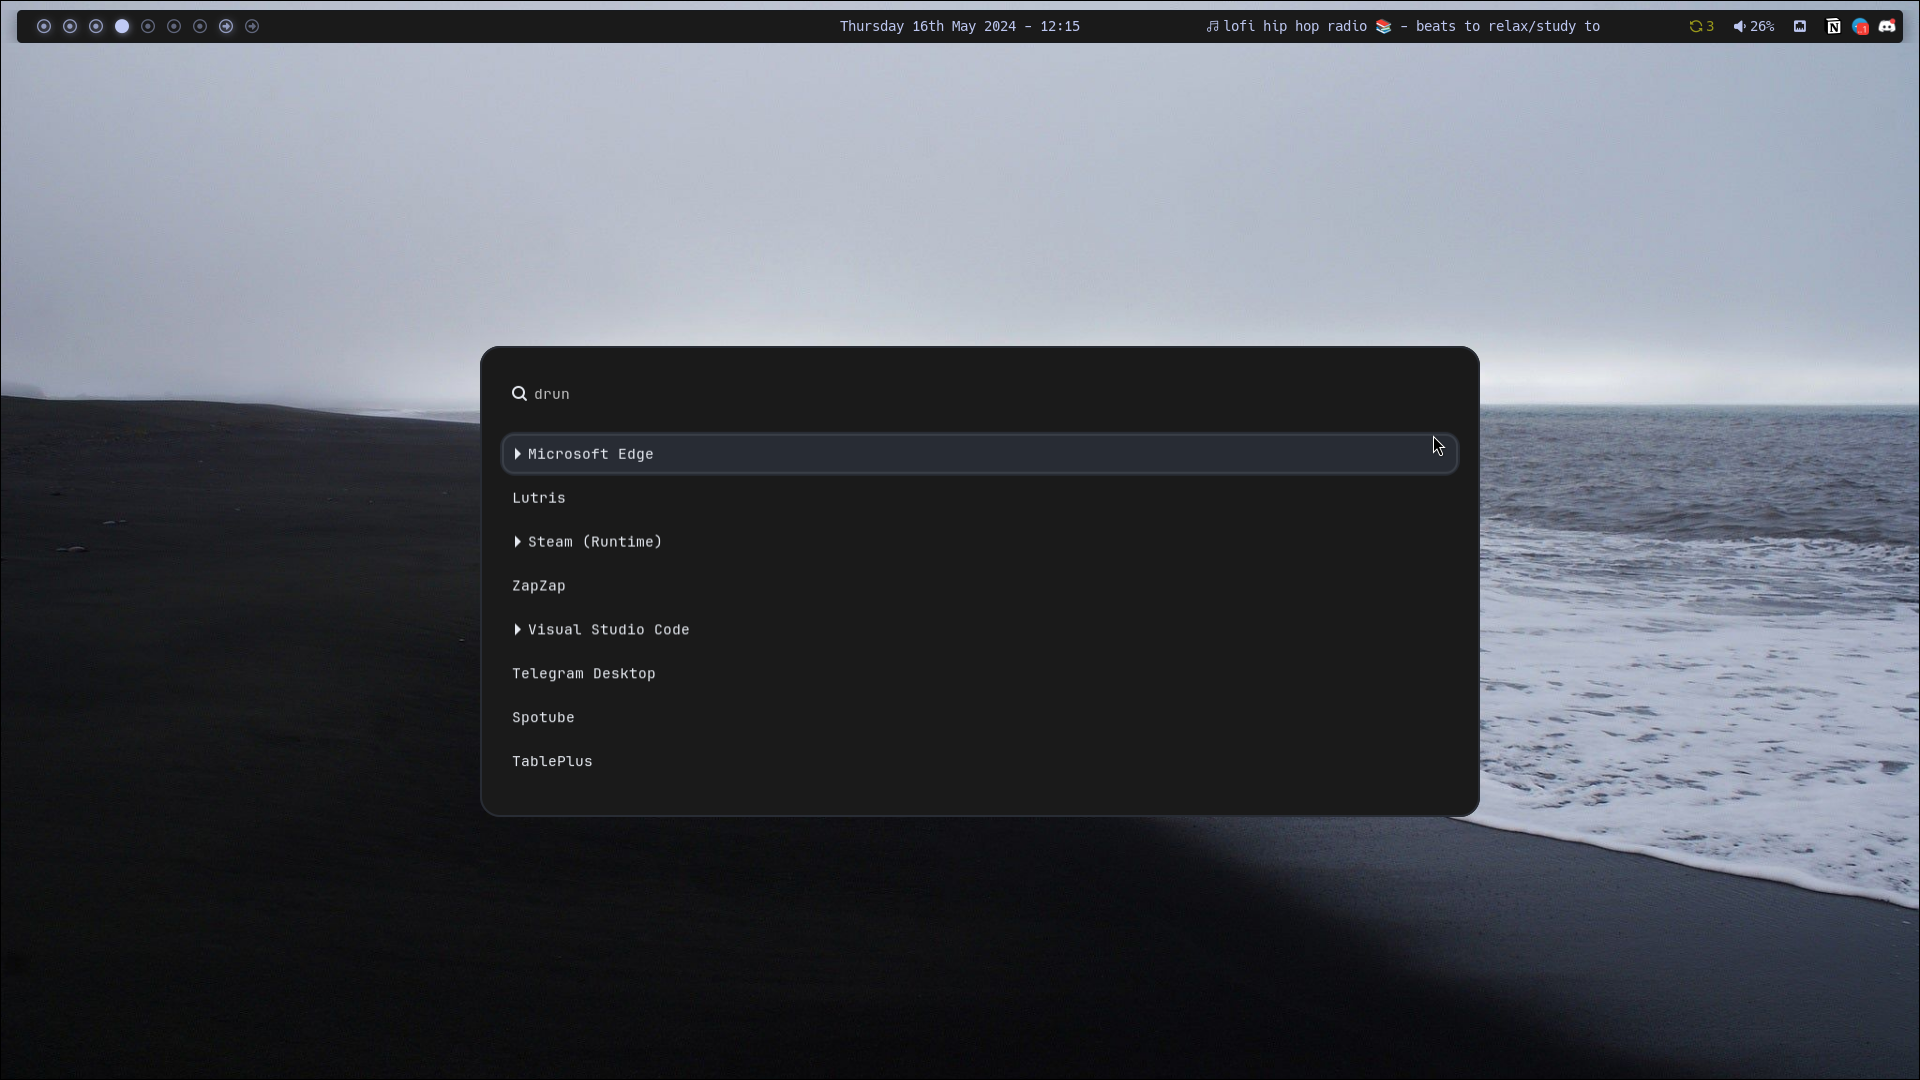 Thursday 16th May 2024 - 12:15
lofi hip hop radio 📚 - beats to relax/study to
3
26%
drun
Microsoft Edge
Lutris
Steam (Runtime)
ZapZap
Visual Studio Code
Telegram Desktop
Spotube
TablePlus